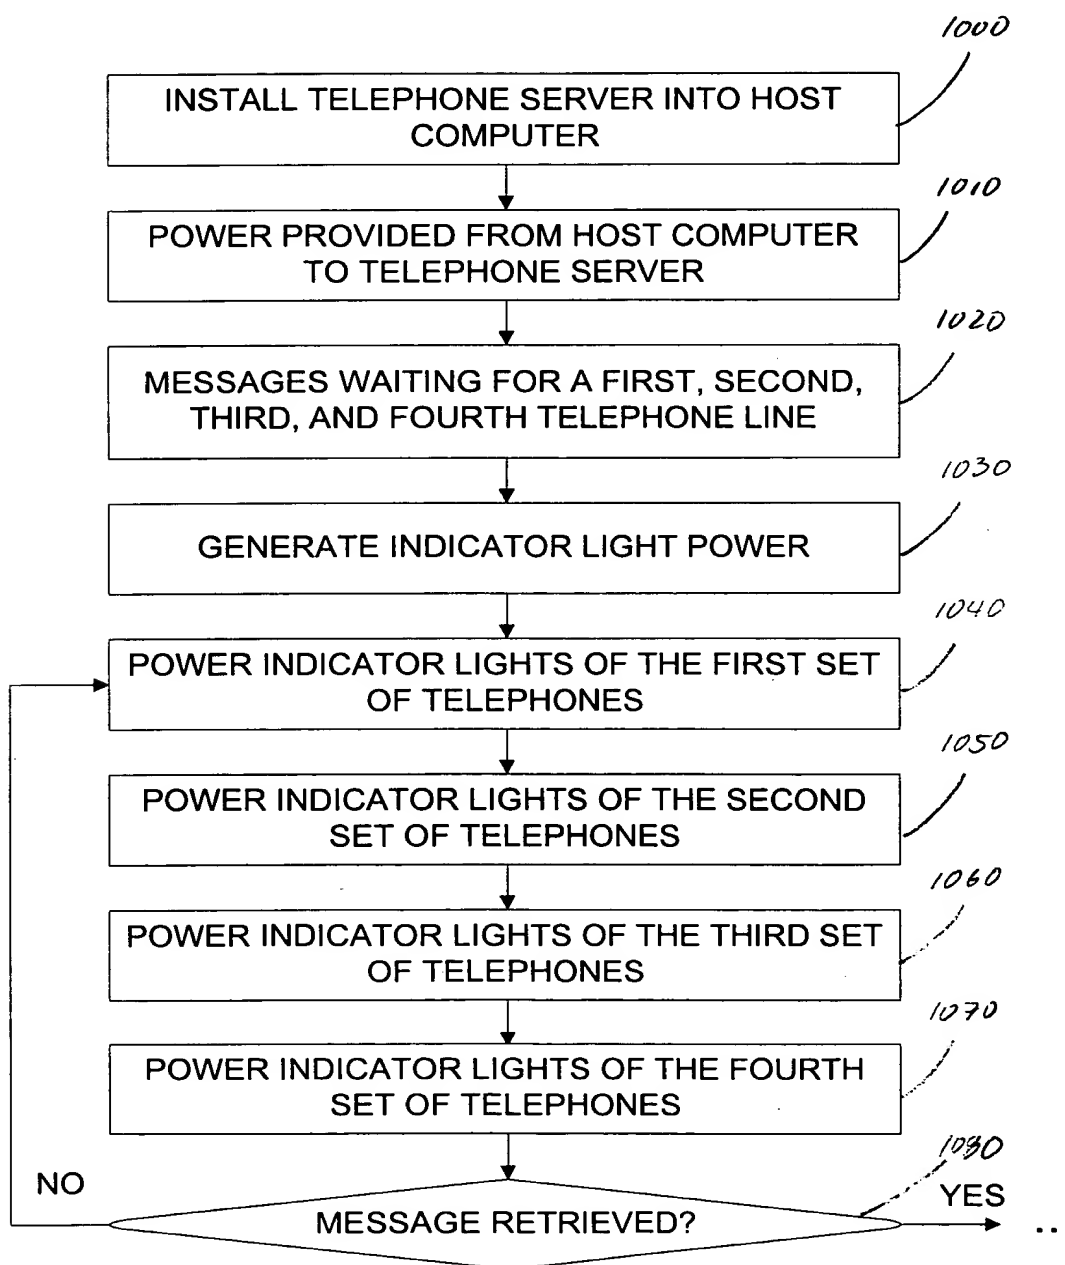 1000
INSTALL TELEPHONE SERVER INTO HOST
COMPUTER
1010
POWER PROVIDED FROM HOST COMPUTER
TO TELEPHONE SERVER
1020
MESSAGES WAITING FOR A FIRST, SECOND,
THIRD, AND FOURTH TELEPHONE LINE
1030
GENERATE INDICATOR LIGHT POWER
1040
POWER INDICATOR LIGHTS OF THE FIRST SET
OF TELEPHONES
1050
POWER INDICATOR LIGHTS OF THE SECOND
SET OF TELEPHONES
1060
POWER INDICATOR LIGHTS OF THE THIRD SET
OF TELEPHONES
1070
POWER INDICATOR LIGHTS OF THE FOURTH
SET OF TELEPHONES
1080
NO
YES
MESSAGE RETRIEVED?
..